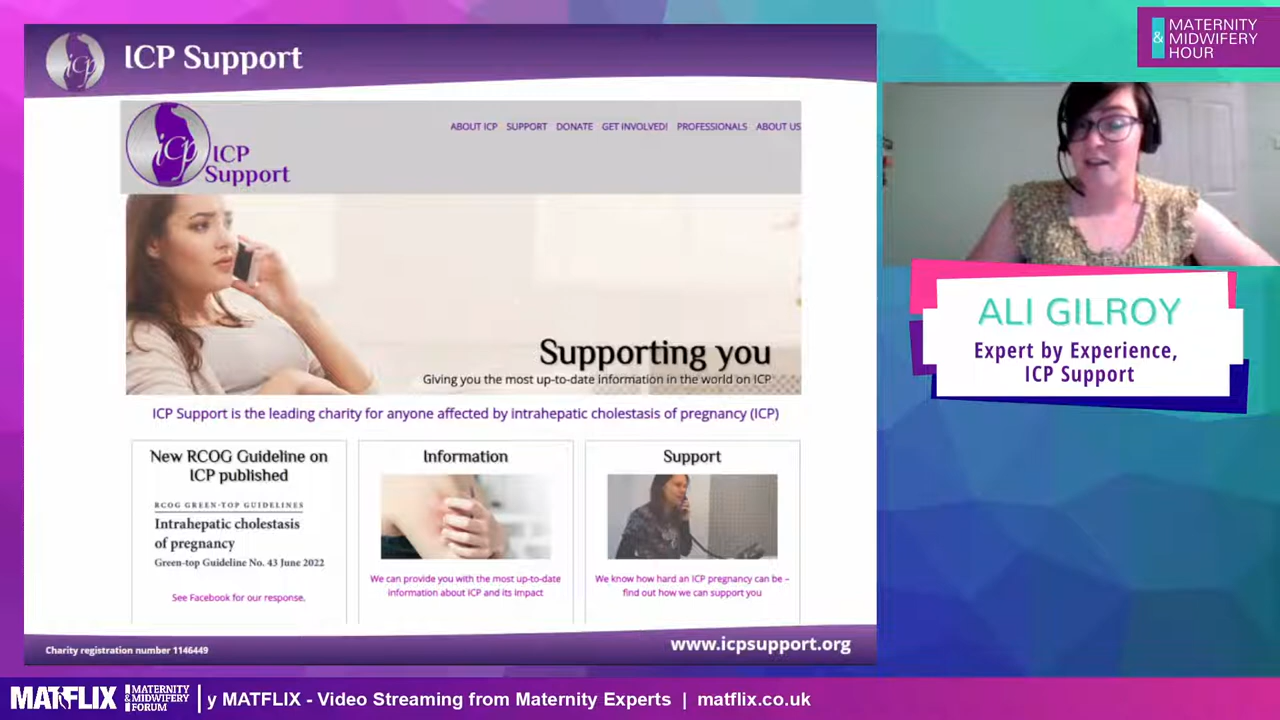 ICP Support
icp
ICP
Support
ABOUT ICP SUPPORT DONATE GET INVOLVED! PROFESSIONALS ABOUT US
Supporting you
Giving you the most up-to-date information in the world on ICP
ICP Support is the leading charity for anyone affected by intrahepatic cholestasis of pregnancy (ICP)
New RCOG Guideline on
ICP published
RCOG GREEN-TOP GUIDELINES
Intrahepatic cholestasis
of pregnancy
Green-top Guideline No. 43 June 2022
See Facebook for our response.
Information
We can provide you with the most up-to-date
information about ICP and its impact
Support
We know how hard an ICP pregnancy can be –
find out how we can support you
Charity registration number 1146449
www.icpsupport.org
MATERNITY
& MIDWIFERY
HOUR
ALI GILROY
Expert by Experience,
ICP Support
MATFLIX
MATERNITY
& MIDWIFERY
FORUM
y MATFLIX - Video Streaming from Maternity Experts | matflix.co.uk
icp